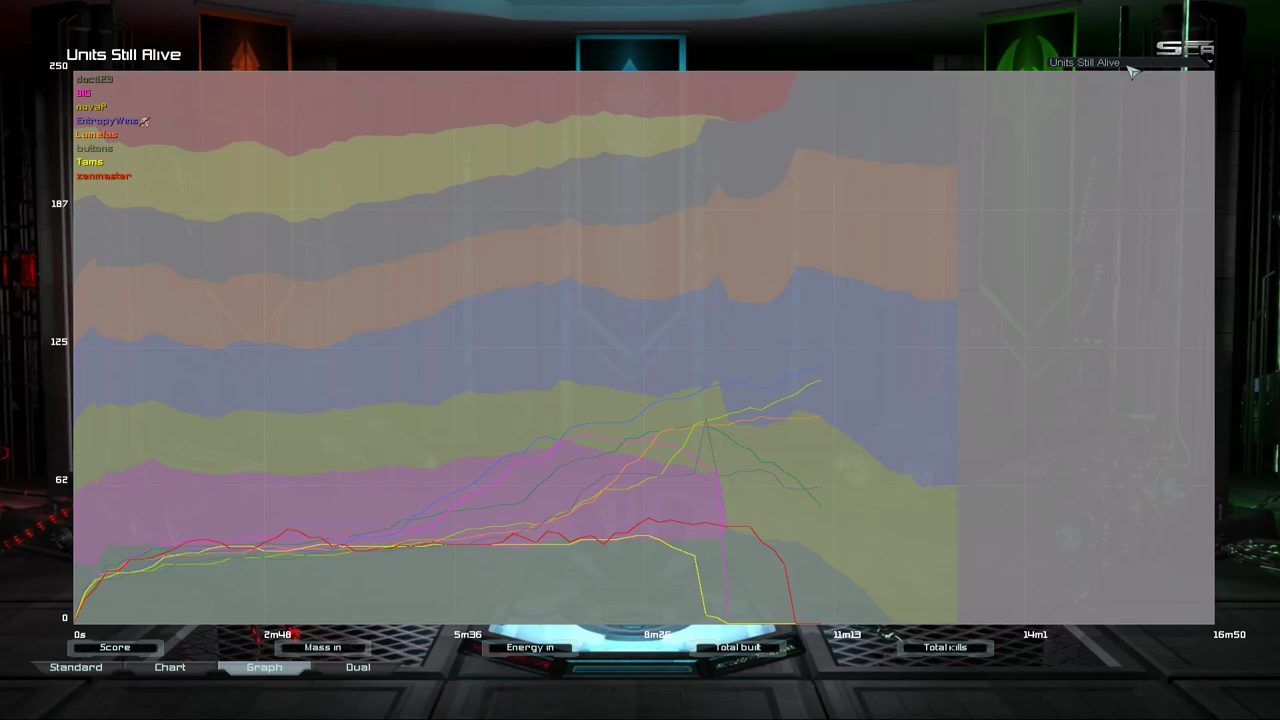 Units Still Alive
SCA
Units Still Alive
250
187
125
62
0
doc123
BIG
novaP
EntropyWins
Lamelas
buttons
Tams
zenmaster
0s 2m48 5m36 8m25 11m13 14m1 16m50
Score Mass in Energy in Total built Total kills
Standard Chart Graph Dual